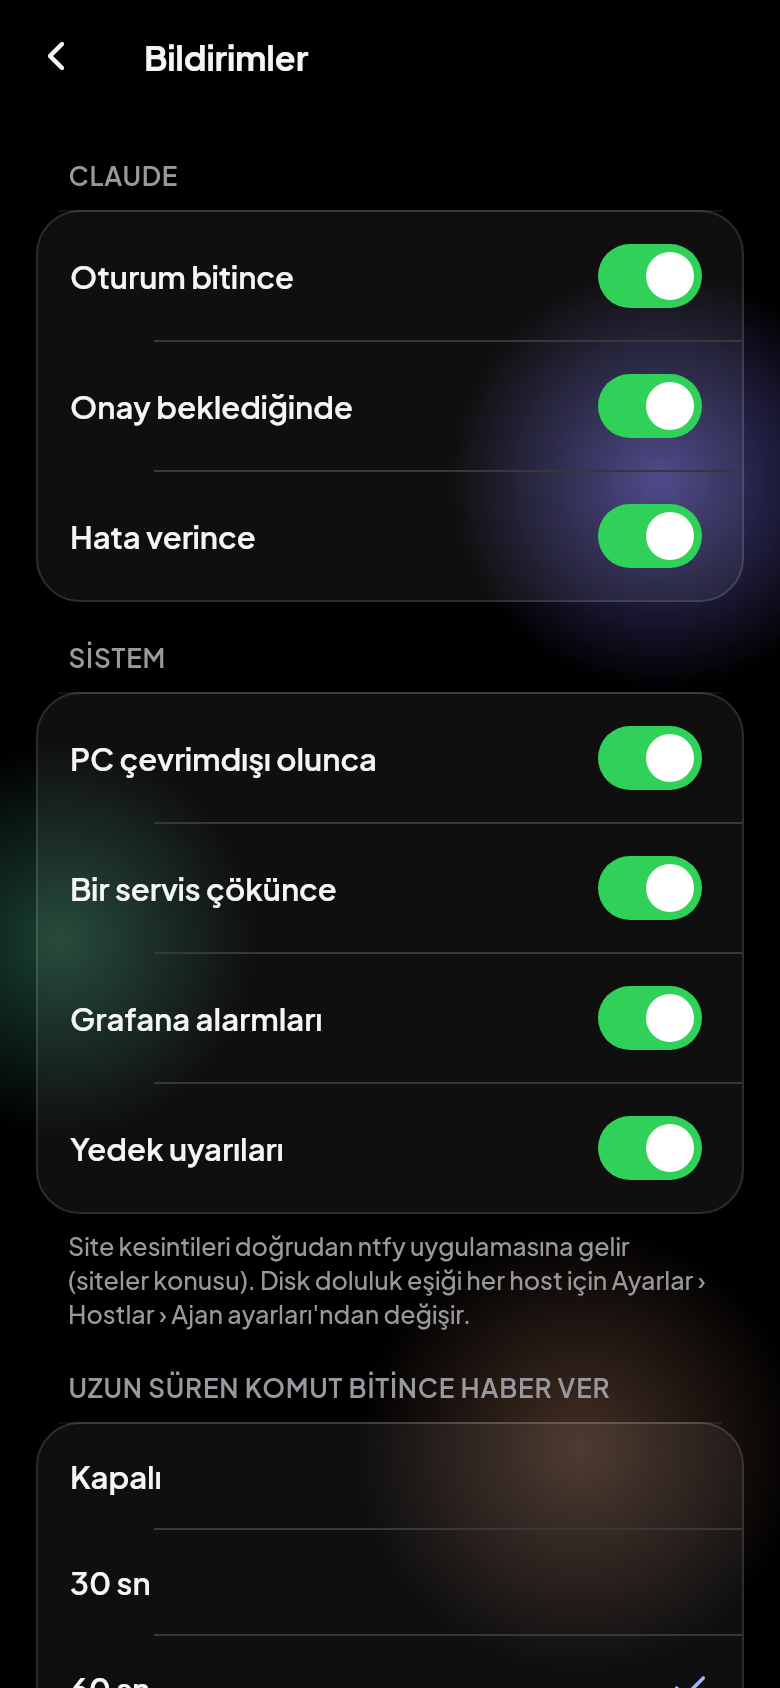 Bildirimler
CLAUDE
Oturum bitince
Onay beklediğinde
Hata verince
SİSTEM
PC çevrimdışı olunca
Bir servis çökünce
Grafana alarmları
Yedek uyarıları
Site kesintileri doğrudan ntfy uygulamasına gelir
(siteler konusu). Disk doluluk eşiği her host için Ayarlar ›
Hostlar › Ajan ayarları'ndan değişir.
UZUN SÜREN KOMUT BİTİNCE HABER VER
Kapalı
30 sn
60 sn